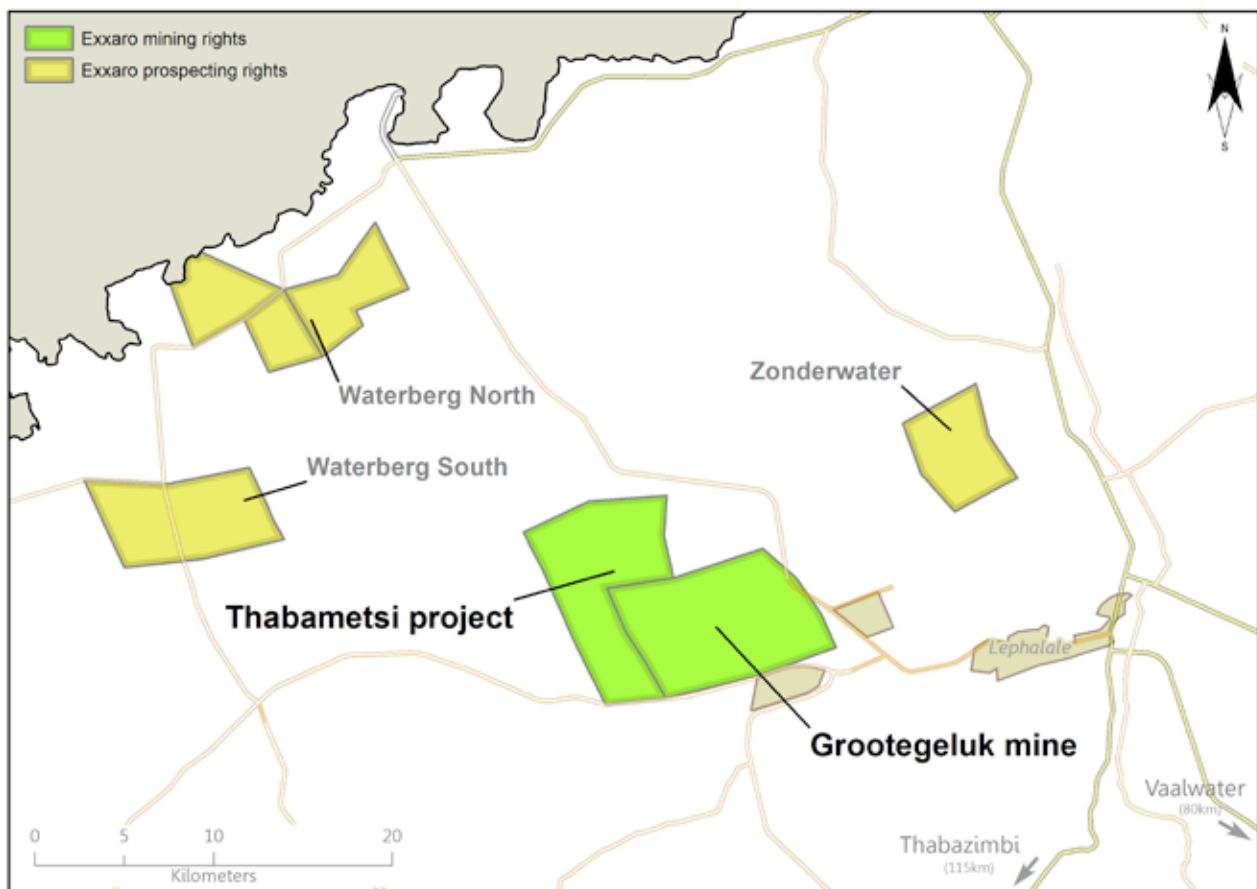 Exxaro mining rights
Exxaro prospecting rights
N
S
Waterberg North
Zonderwater
Waterberg South
Thabametsi project
Lephalale
Grootegeluk mine
Vaalwater
(80km)
Thabazimbi
(115km)
0 5 10 20
Kilometers